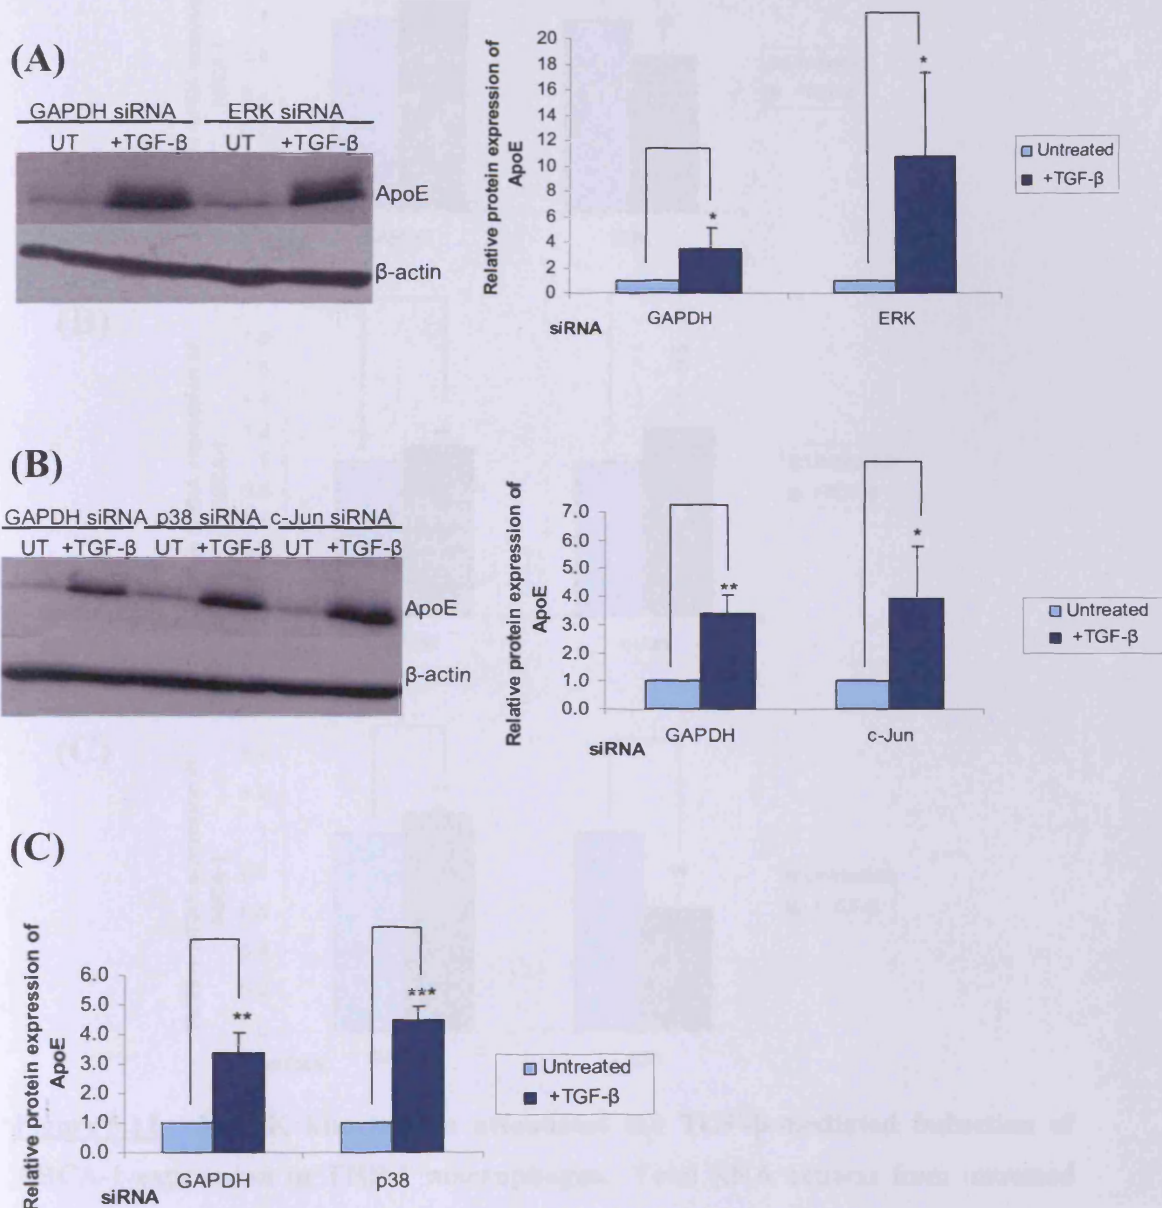 (A)
GAPDH siRNA ERK siRNA
UT +TGF-β UT +TGF-β
ApoE
β-actin
Relative protein expression of
ApoE
20
18
16
14
12
10
8
6
4
2
0
*
*
siRNA GAPDH ERK
Untreated
+TGF-β
(B)
GAPDH siRNA p38 siRNA c-Jun siRNA
UT +TGF-β UT +TGF-β UT +TGF-β
ApoE
β-actin
Relative protein expression of
ApoE
7.0
6.0
5.0
4.0
3.0
2.0
1.0
0.0
**
*
siRNA GAPDH c-Jun
Untreated
+TGF-β
(C)
Relative protein expression of
ApoE
6.0
5.0
4.0
3.0
2.0
1.0
0.0
**
***
siRNA GAPDH p38
Untreated
+TGF-β